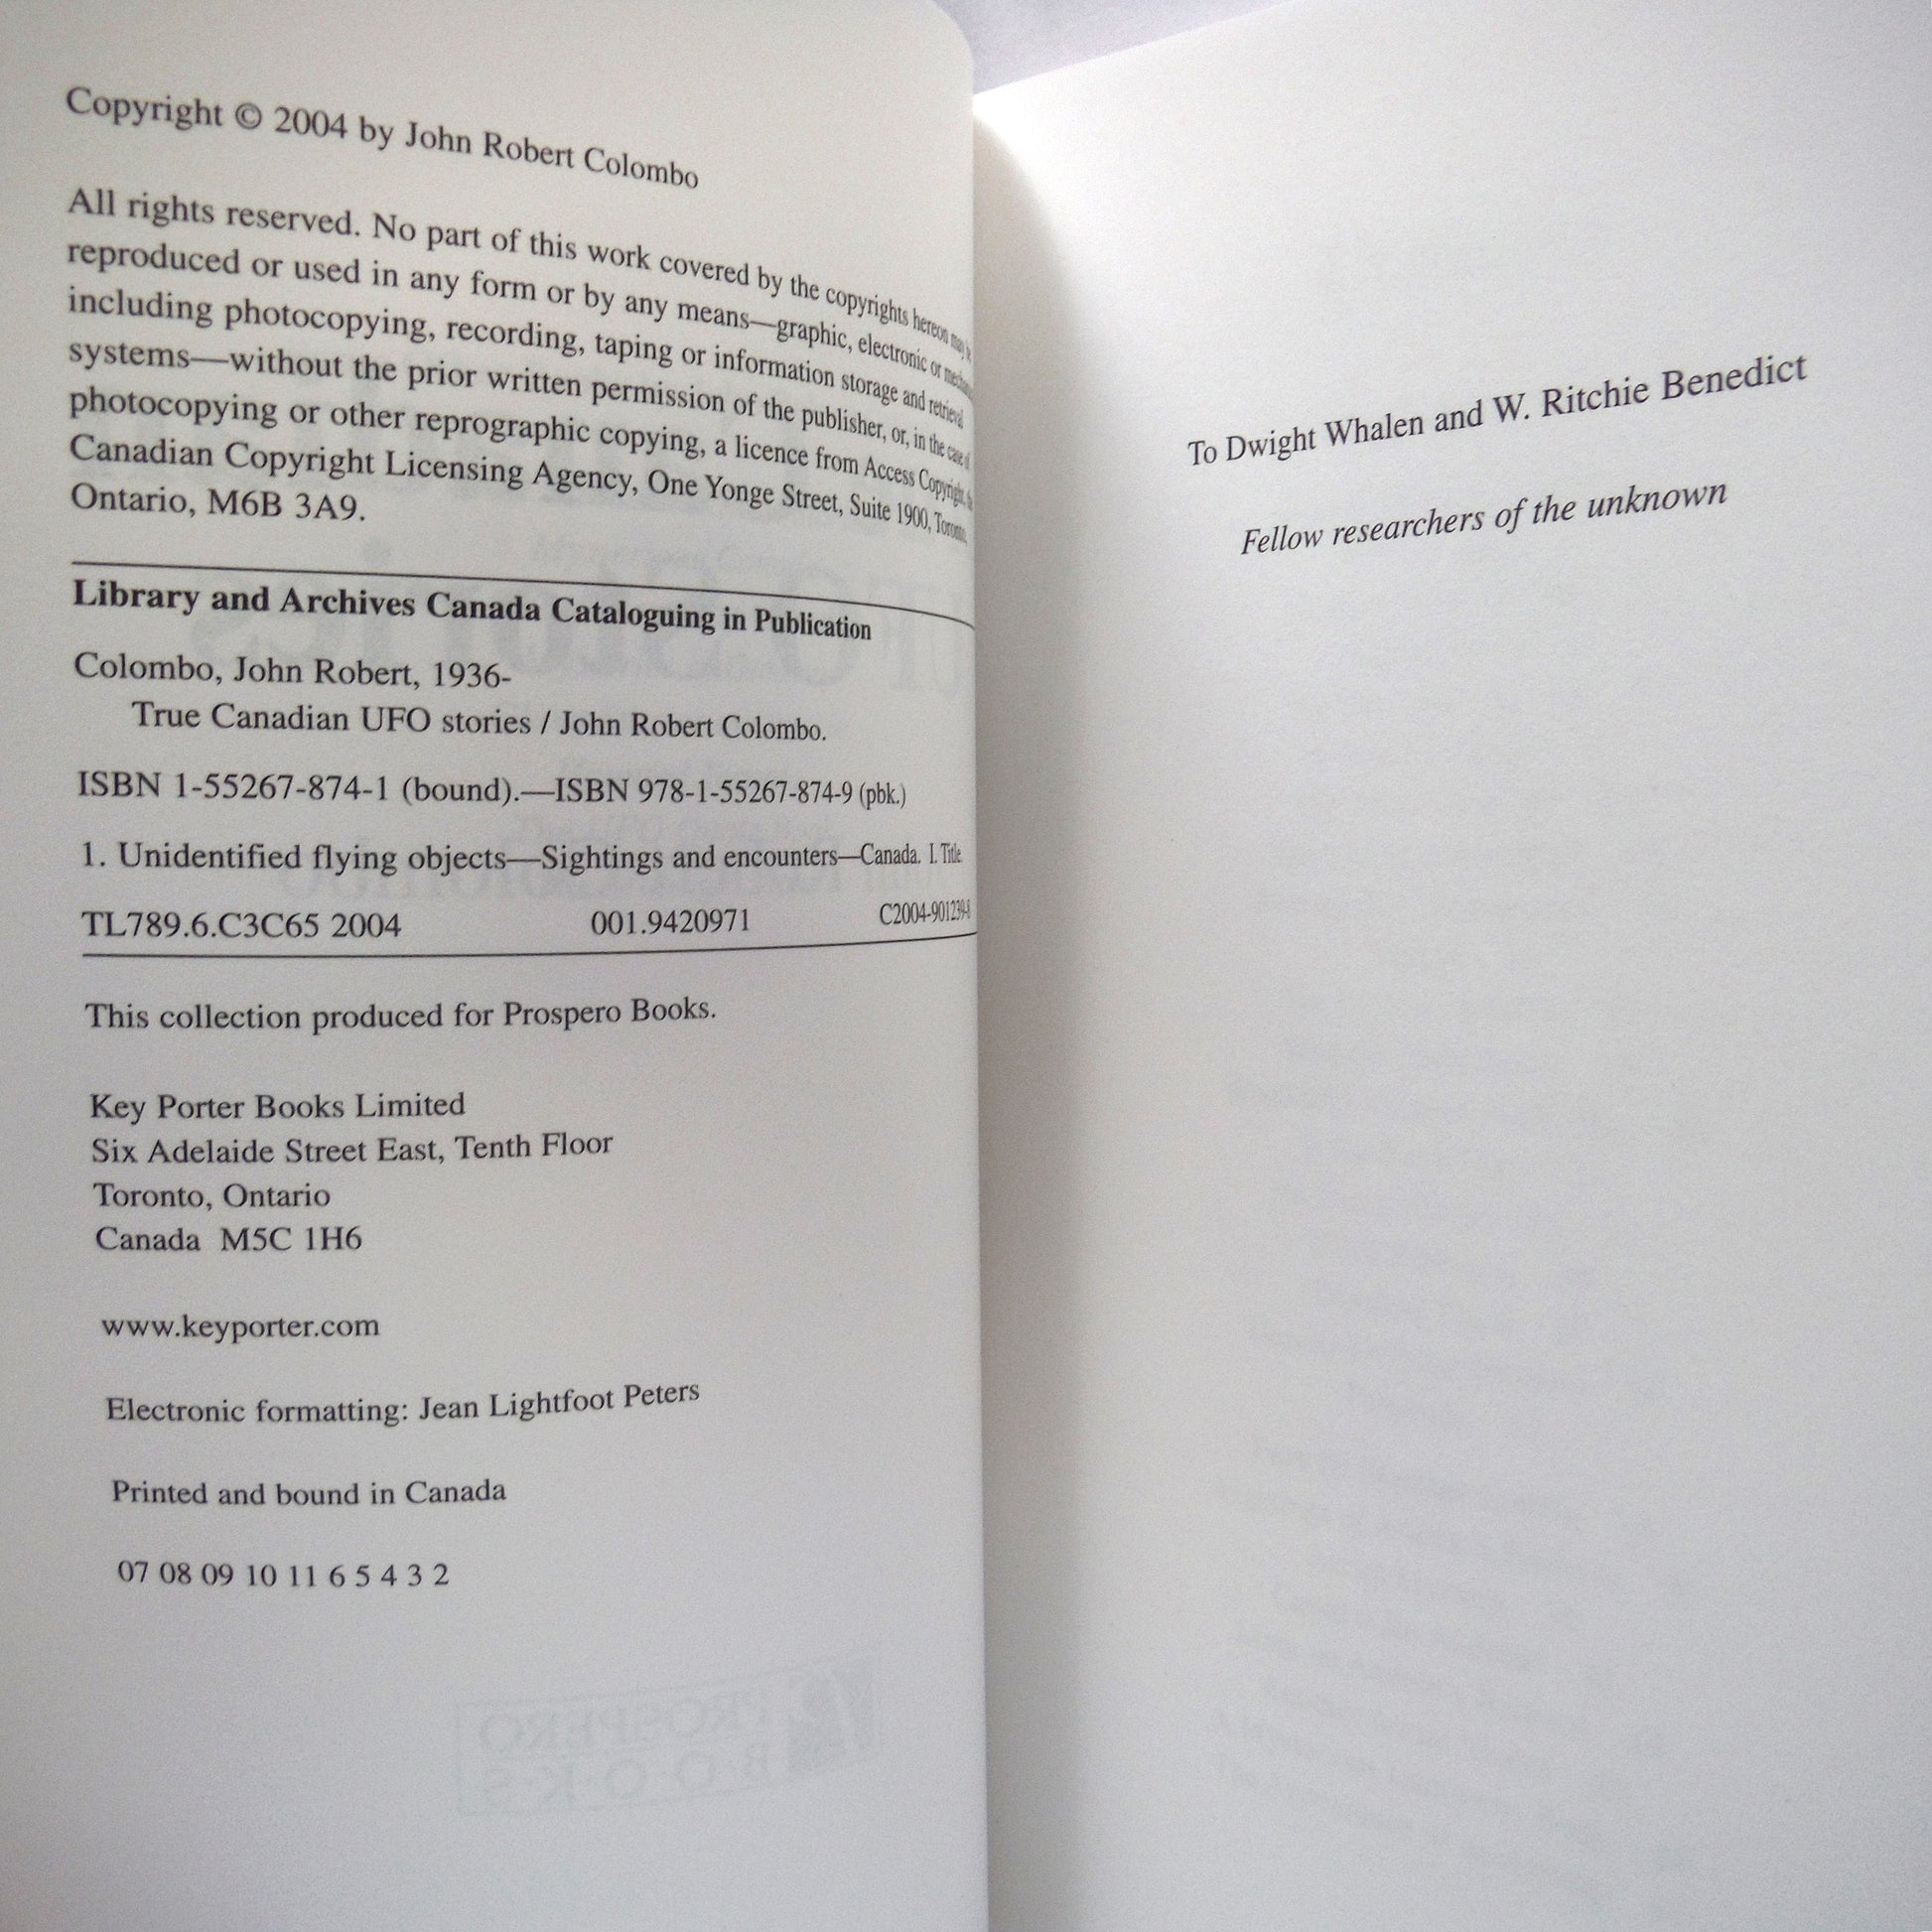 Copyright © 2004 by John Robert Colombo
All rights reserved. No part of this work covered by the copyrights hereon may be
reproduced or used in any form or by any means—graphic, electronic or
including photocopying, recording, taping or information storage and retrieval
systems—without the prior written permission of the publisher, or, in the case of
photocopying or other reprographic copying, a licence from Access Copyright, the
Canadian Copyright Licensing Agency, One Yonge Street, Suite 1900, Toronto,
Ontario, M6B 3A9.
Library and Archives Canada Cataloguing in Publication
Colombo, John Robert, 1936-
True Canadian UFO stories / John Robert Colombo.
ISBN 1-55267-874-1 (bound).—ISBN 978-1-55267-874-9 (pbk.)
1. Unidentified flying objects—Sightings and encounters—Canada. I. Title.
TL789.6.C3C65 2004 001.9420971 C2004-901239-8
This collection produced for Prospero Books.
Key Porter Books Limited
Six Adelaide Street East, Tenth Floor
Toronto, Ontario
Canada M5C 1H6
www.keyporter.com
Electronic formatting: Jean Lightfoot Peters
Printed and bound in Canada
07 08 09 10 11 6 5 4 3 2
PROSPERO
B·O·O·K·S
To Dwight Whalen and W. Ritchie Benedict
Fellow researchers of the unknown